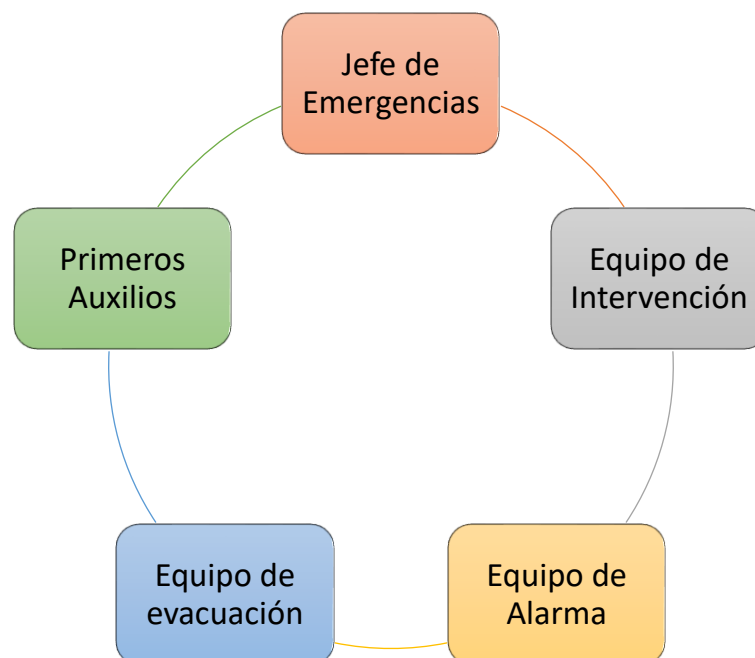 Jefe de
Emergencias
Primeros
Auxilios
Equipo de
Intervención
Equipo de
evacuación
Equipo de
Alarma